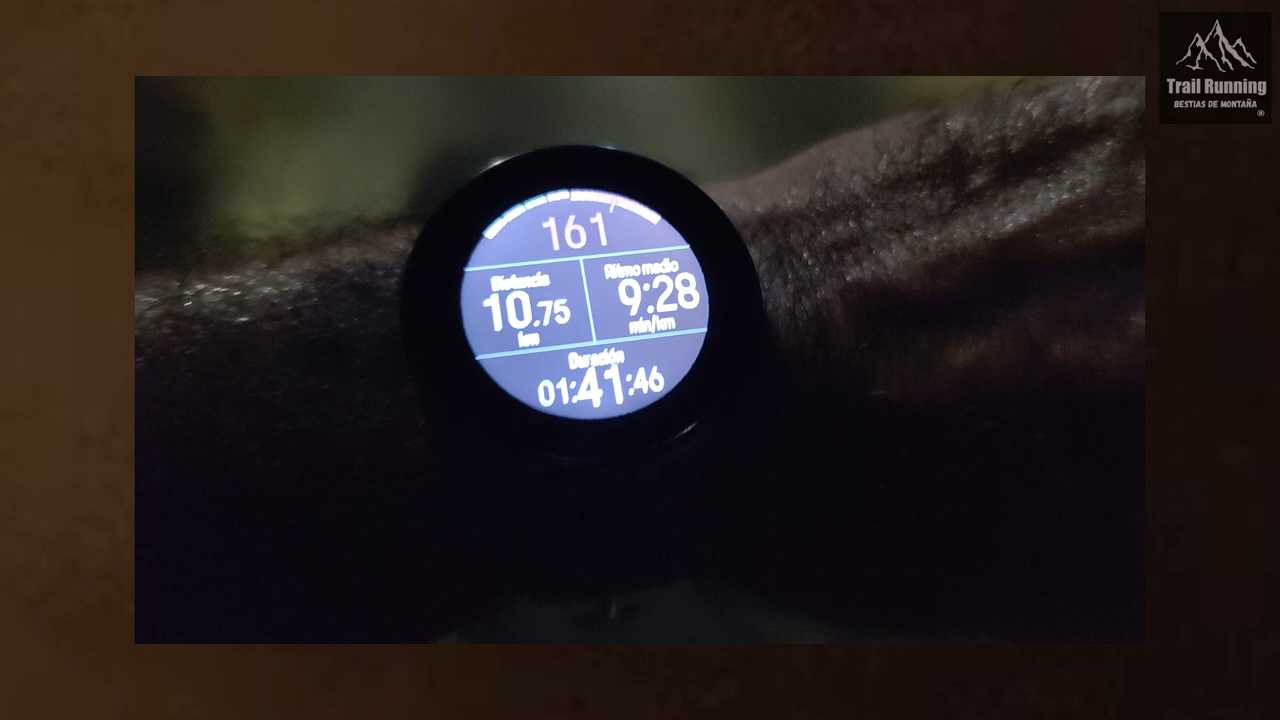 Trail Running
BESTIAS DE MONTAÑA
®
161
Distancia
Ritmo medio
10.75
9:28
km
min/km
Duración
01:41:46